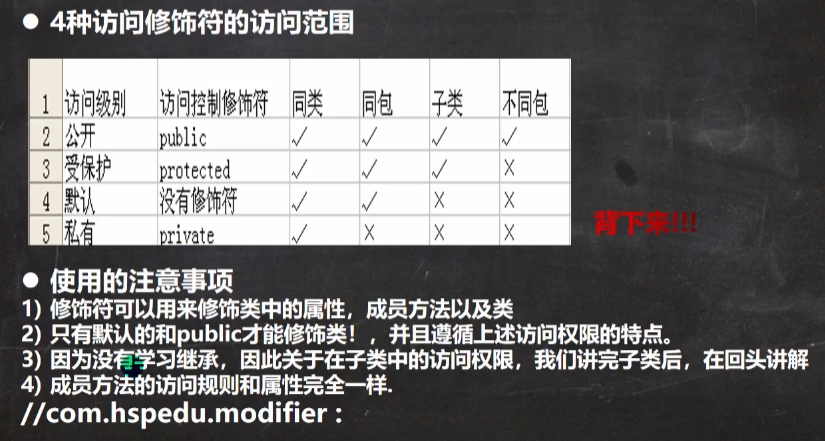 ● 4种访问修饰符的访问范围
1 访问级别 访问控制修饰符 同类 同包 子类 不同包
2 公开 public ✓ ✓ ✓ ✓
3 受保护 protected ✓ ✓ ✓ ×
4 默认 没有修饰符 ✓ ✓ × ×
5 私有 private ✓ × × ×
背下来!!!
● 使用的注意事项
1) 修饰符可以用来修饰类中的属性，成员方法以及类
2) 只有默认的和public才能修饰类！，并且遵循上述访问权限的特点。
3) 因为没有学习继承，因此关于在子类中的访问权限，我们讲完子类后，在回头讲解
4) 成员方法的访问规则和属性完全一样.
//com.hspedu.modifier :